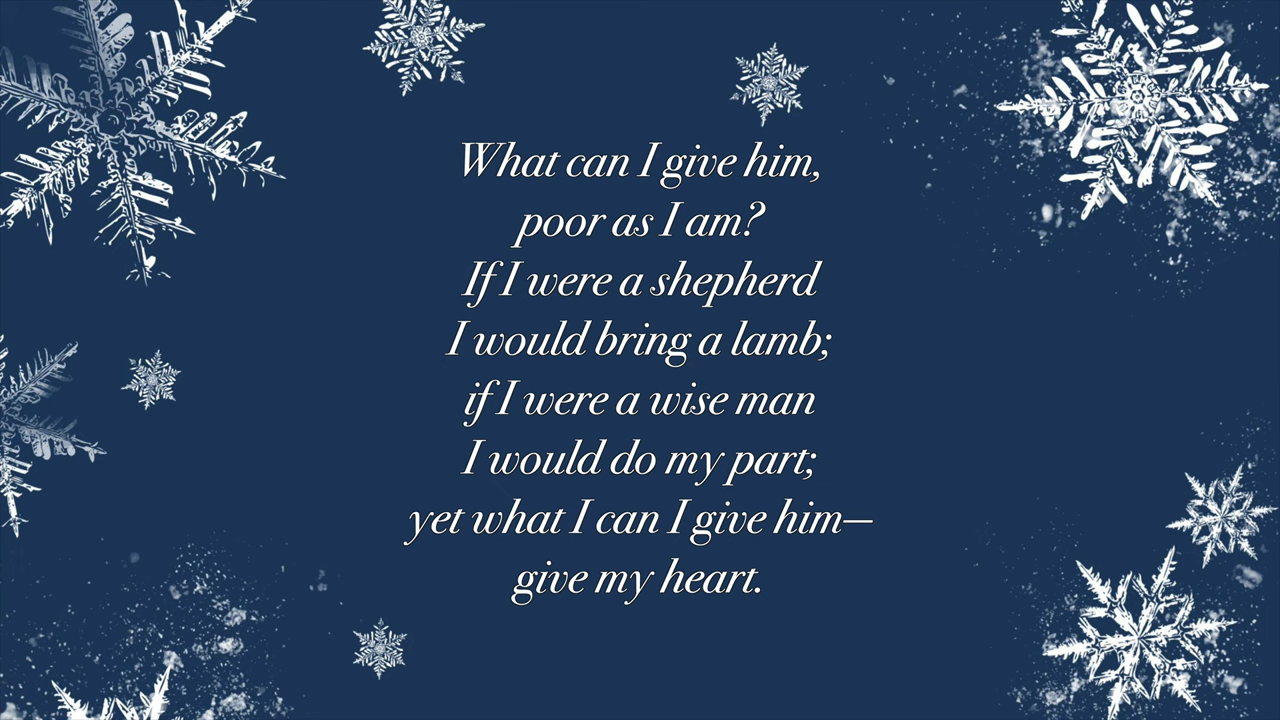 What can I give him,
poor as I am?
If I were a shepherd
I would bring a lamb;
if I were a wise man
I would do my part;
yet what I can I give him—
give my heart.